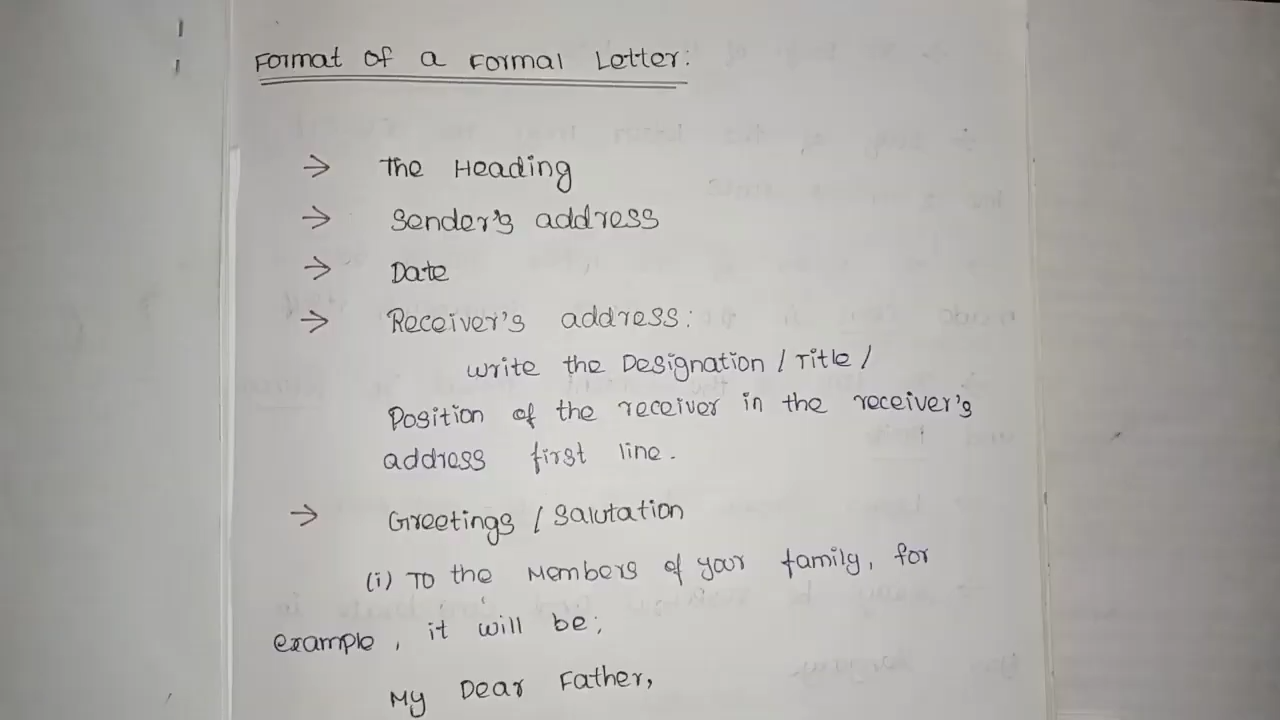 Format of a Formal Letter:
→ The Heading
→ Sender's address
→ Date
→ Receiver's address:
write the Designation / Title /
Position of the receiver in the receiver's
address first line.
→ Greetings / Salutation
(i) To the Members of your family, for
example, it will be;
My Dear Father,